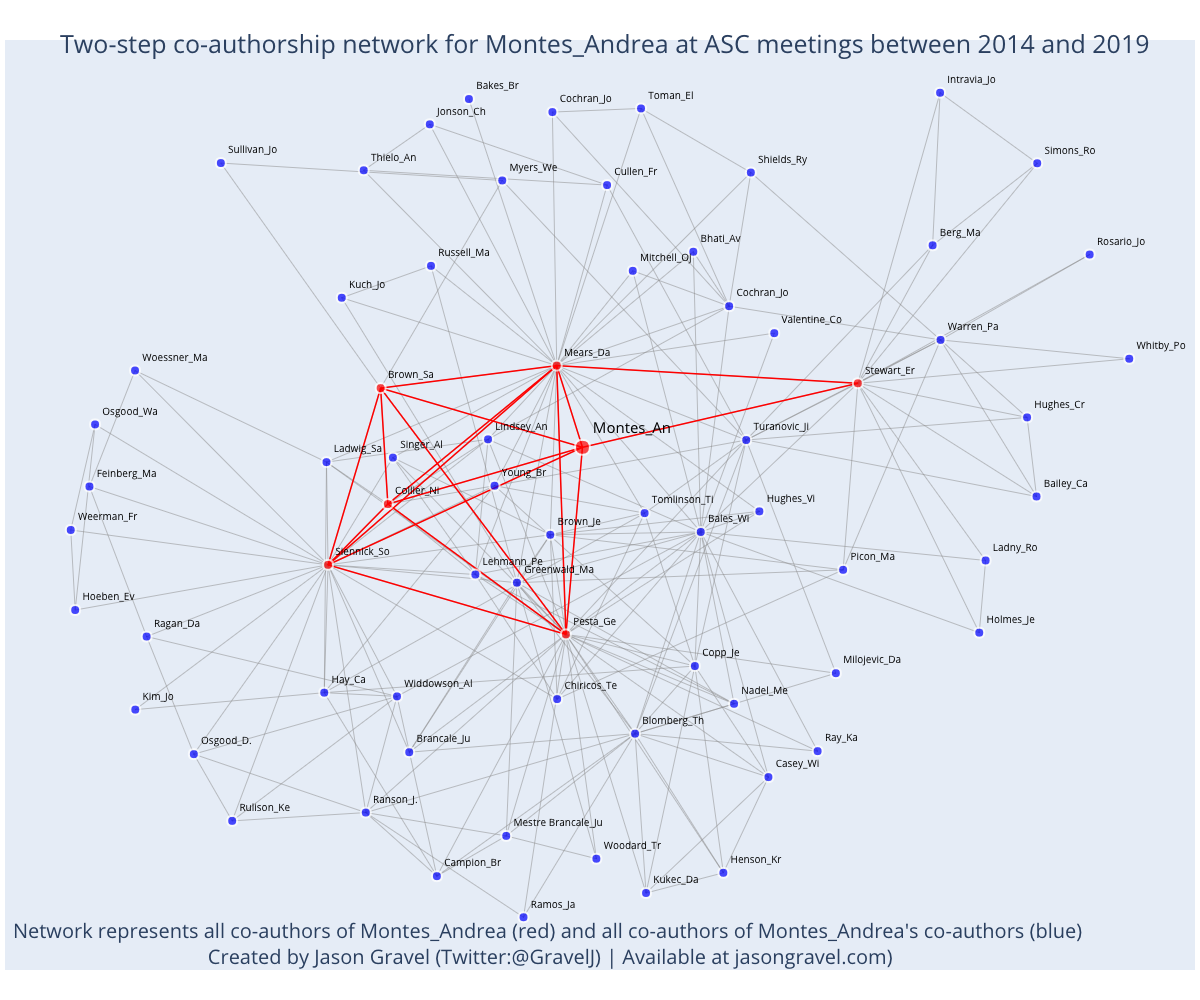 Two-step co-authorship network for Montes_Andrea at ASC meetings between 2014 and 2019
Intravia_Jo
Bakes_Br
Toman_El
Cochran_Jo
Jonson_Ch
Sullivan_Jo
Simons_Ro
Thielo_An
Shields_Ry
Myers_We
Cullen_Fr
Berg_Ma
Bhati_Av
Rosario_Jo
Russell_Ma
Mitchell_Oj
Kuch_Jo
Cochran_Jo
Valentine_Co
Warren_Pa
Whitby_Po
Mears_Da
Woessner_Ma
Stewart_Er
Brown_Sa
Hughes_Cr
Osgood_Wa
Lindsey_An
Montes_An
Turanovic_Ji
Singer_Al
Ladwig_Sa
Feinberg_Ma
Young_Br
Bailey_Ca
Collier_Ni
Hughes_Vi
Tomlinson_Ti
Weerman_Fr
Bales_Wi
Brown_Je
Siennick_So
Ladny_Ro
Picon_Ma
Lehmann_Pe
Greenwald_Ma
Hoeben_Ev
Pesta_Ge
Holmes_Je
Ragan_Da
Copp_Je
Milojevic_Da
Hay_Ca
Widdowson_Al
Chiricos_Te
Nadel_Me
Kim_Jo
Blomberg_Th
Osgood_D.
Brancale_Ju
Ray_Ka
Casey_Wi
Ranson_J.
Rulison_Ke
Mestre Brancale_Ju
Woodard_Tr
Campion_Br
Henson_Kr
Kukec_Da
Ramos_Ja
Network represents all co-authors of Montes_Andrea (red) and all co-authors of Montes_Andrea's co-authors (blue)
Created by Jason Gravel (Twitter:@GravelJ) | Available at jasongravel.com)